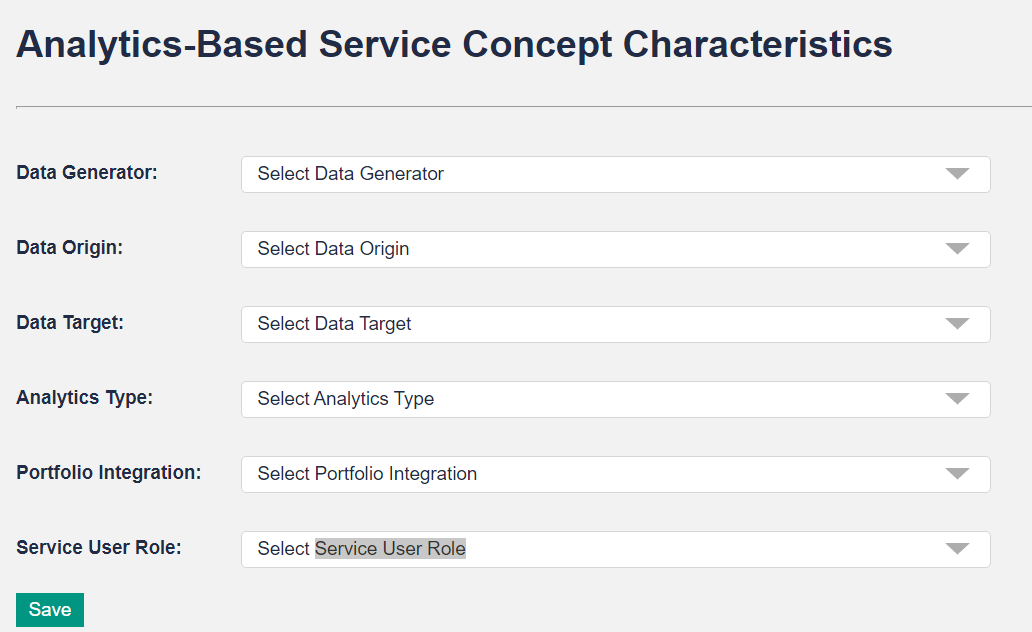 Analytics-Based Service Concept Characteristics
Data Generator: Select Data Generator
Data Origin: Select Data Origin
Data Target: Select Data Target
Analytics Type: Select Analytics Type
Portfolio Integration: Select Portfolio Integration
Service User Role: Select Service User Role
Save